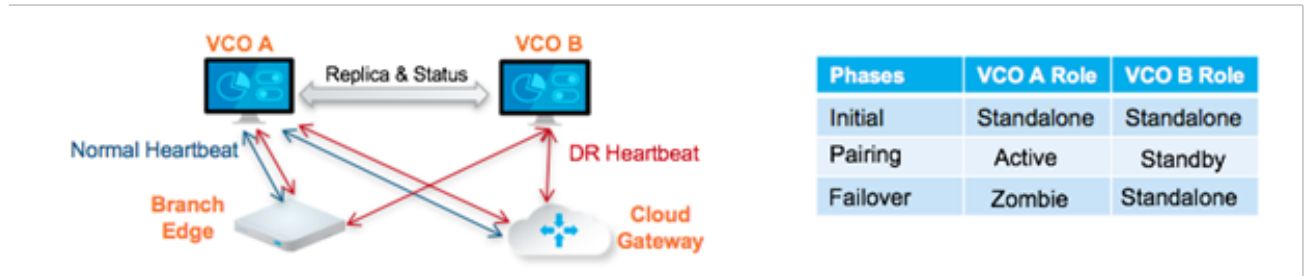 VCO A
VCO B
Replica & Status
Normal Heartbeat
DR Heartbeat
Branch
Edge
Cloud
Gateway
Phases VCO A Role VCO B Role
Initial Standalone Standalone
Pairing Active Standby
Failover Zombie Standalone